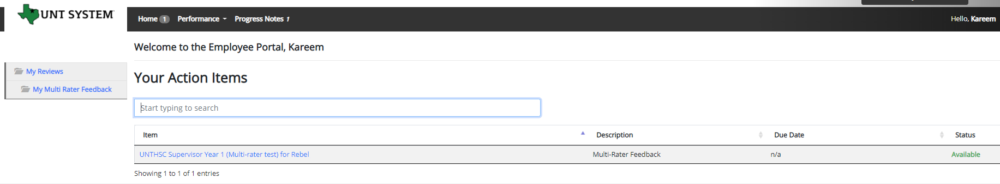 UNT SYSTEM
Home 1 Performance Progress Notes 1
Hello, Kareem
My Reviews
My Multi Rater Feedback
Welcome to the Employee Portal, Kareem
Your Action Items
Start typing to search
Item Description Due Date Status
UNTHSC Supervisor Year 1 (Multi-rater test) for Rebel Multi-Rater Feedback n/a Available
Showing 1 to 1 of 1 entries